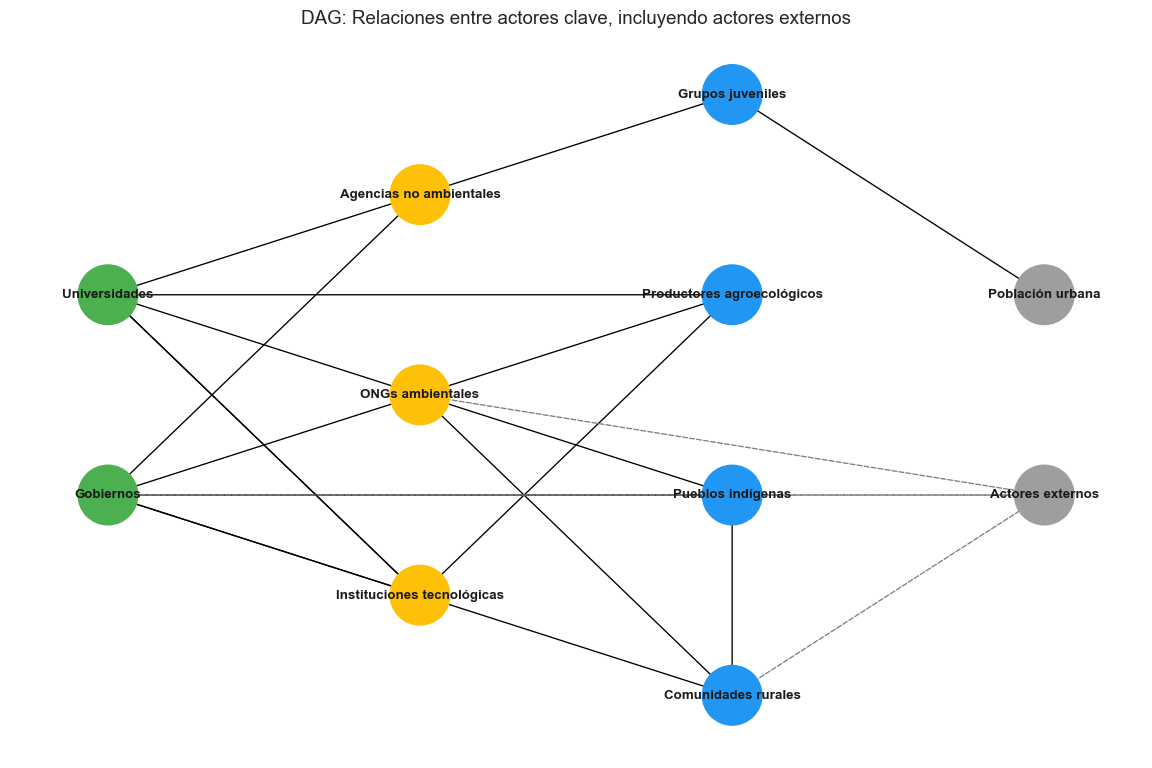 DAG: Relaciones entre actores clave, incluyendo actores externos
Grupos juveniles
Agencias no ambientales
Universidades
Productores agroecológicos
Población urbana
ONGs ambientales
Gobiernos
Pueblos indígenas
Actores externos
Instituciones tecnológicas
Comunidades rurales